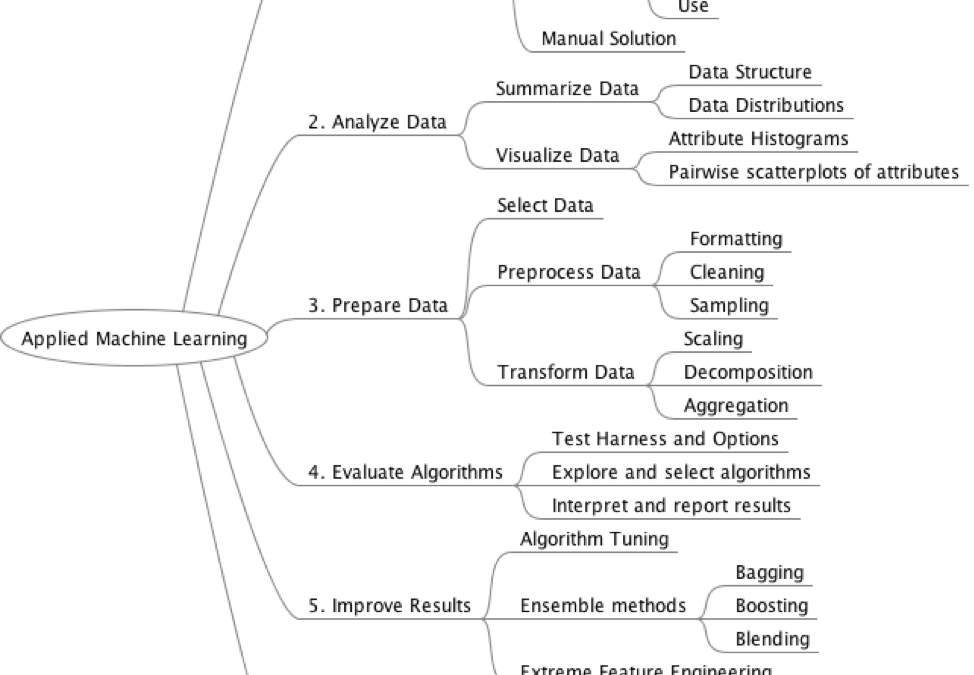 Use
Manual Solution
2. Analyze Data
Summarize Data
Data Structure
Data Distributions
Visualize Data
Attribute Histograms
Pairwise scatterplots of attributes
Applied Machine Learning
3. Prepare Data
Select Data
Preprocess Data
Formatting
Cleaning
Sampling
Transform Data
Scaling
Decomposition
Aggregation
4. Evaluate Algorithms
Test Harness and Options
Explore and select algorithms
Interpret and report results
5. Improve Results
Algorithm Tuning
Ensemble methods
Bagging
Boosting
Blending
Extreme Feature Engineering